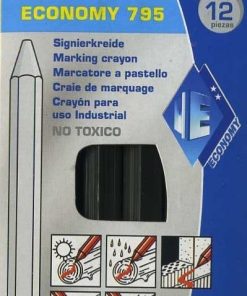 ECONOMY 795
12
piezas
Signierkreide
Marking crayon
Marcatore a pastello
Craie de marquage
Crayón para
uso Industrial
NO TOXICO
ECONOMY